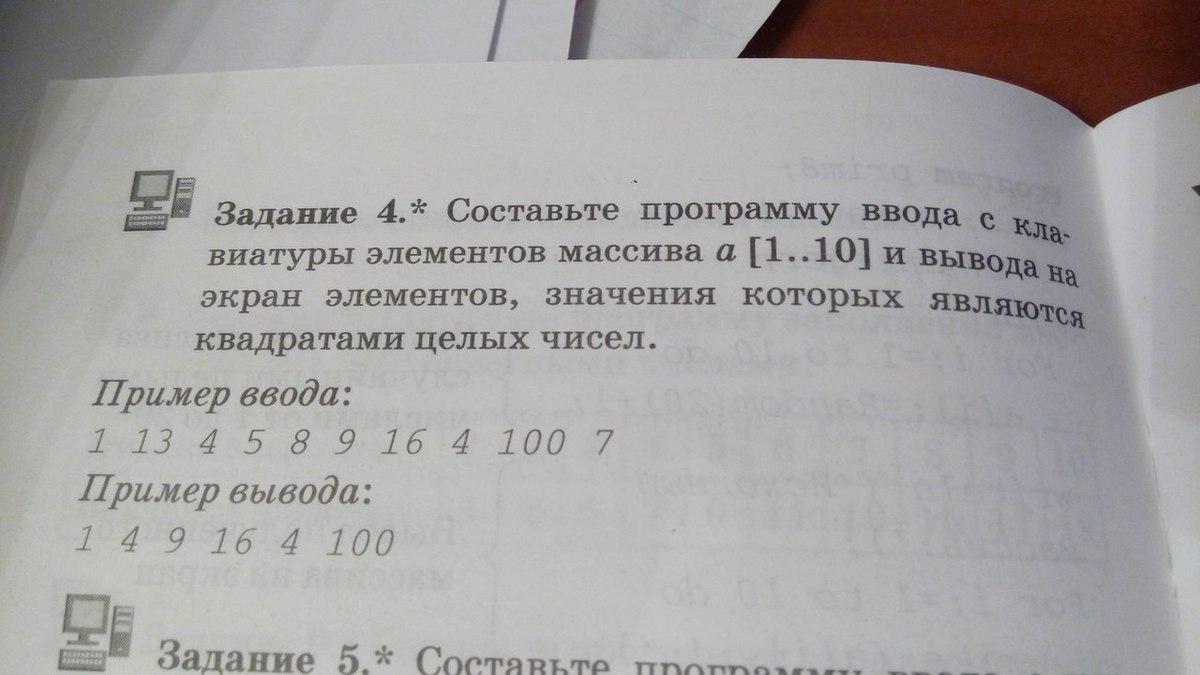 Задание 4.* Составьте программу ввода с кла-
виатуры элементов массива a [1..10] и вывода на
экран элементов, значения которых являются
квадратами целых чисел.
Пример ввода:
1 13 4 5 8 9 16 4 100 7
Пример вывода:
1 4 9 16 4 100
Задание 5.* Составьте программу ввода